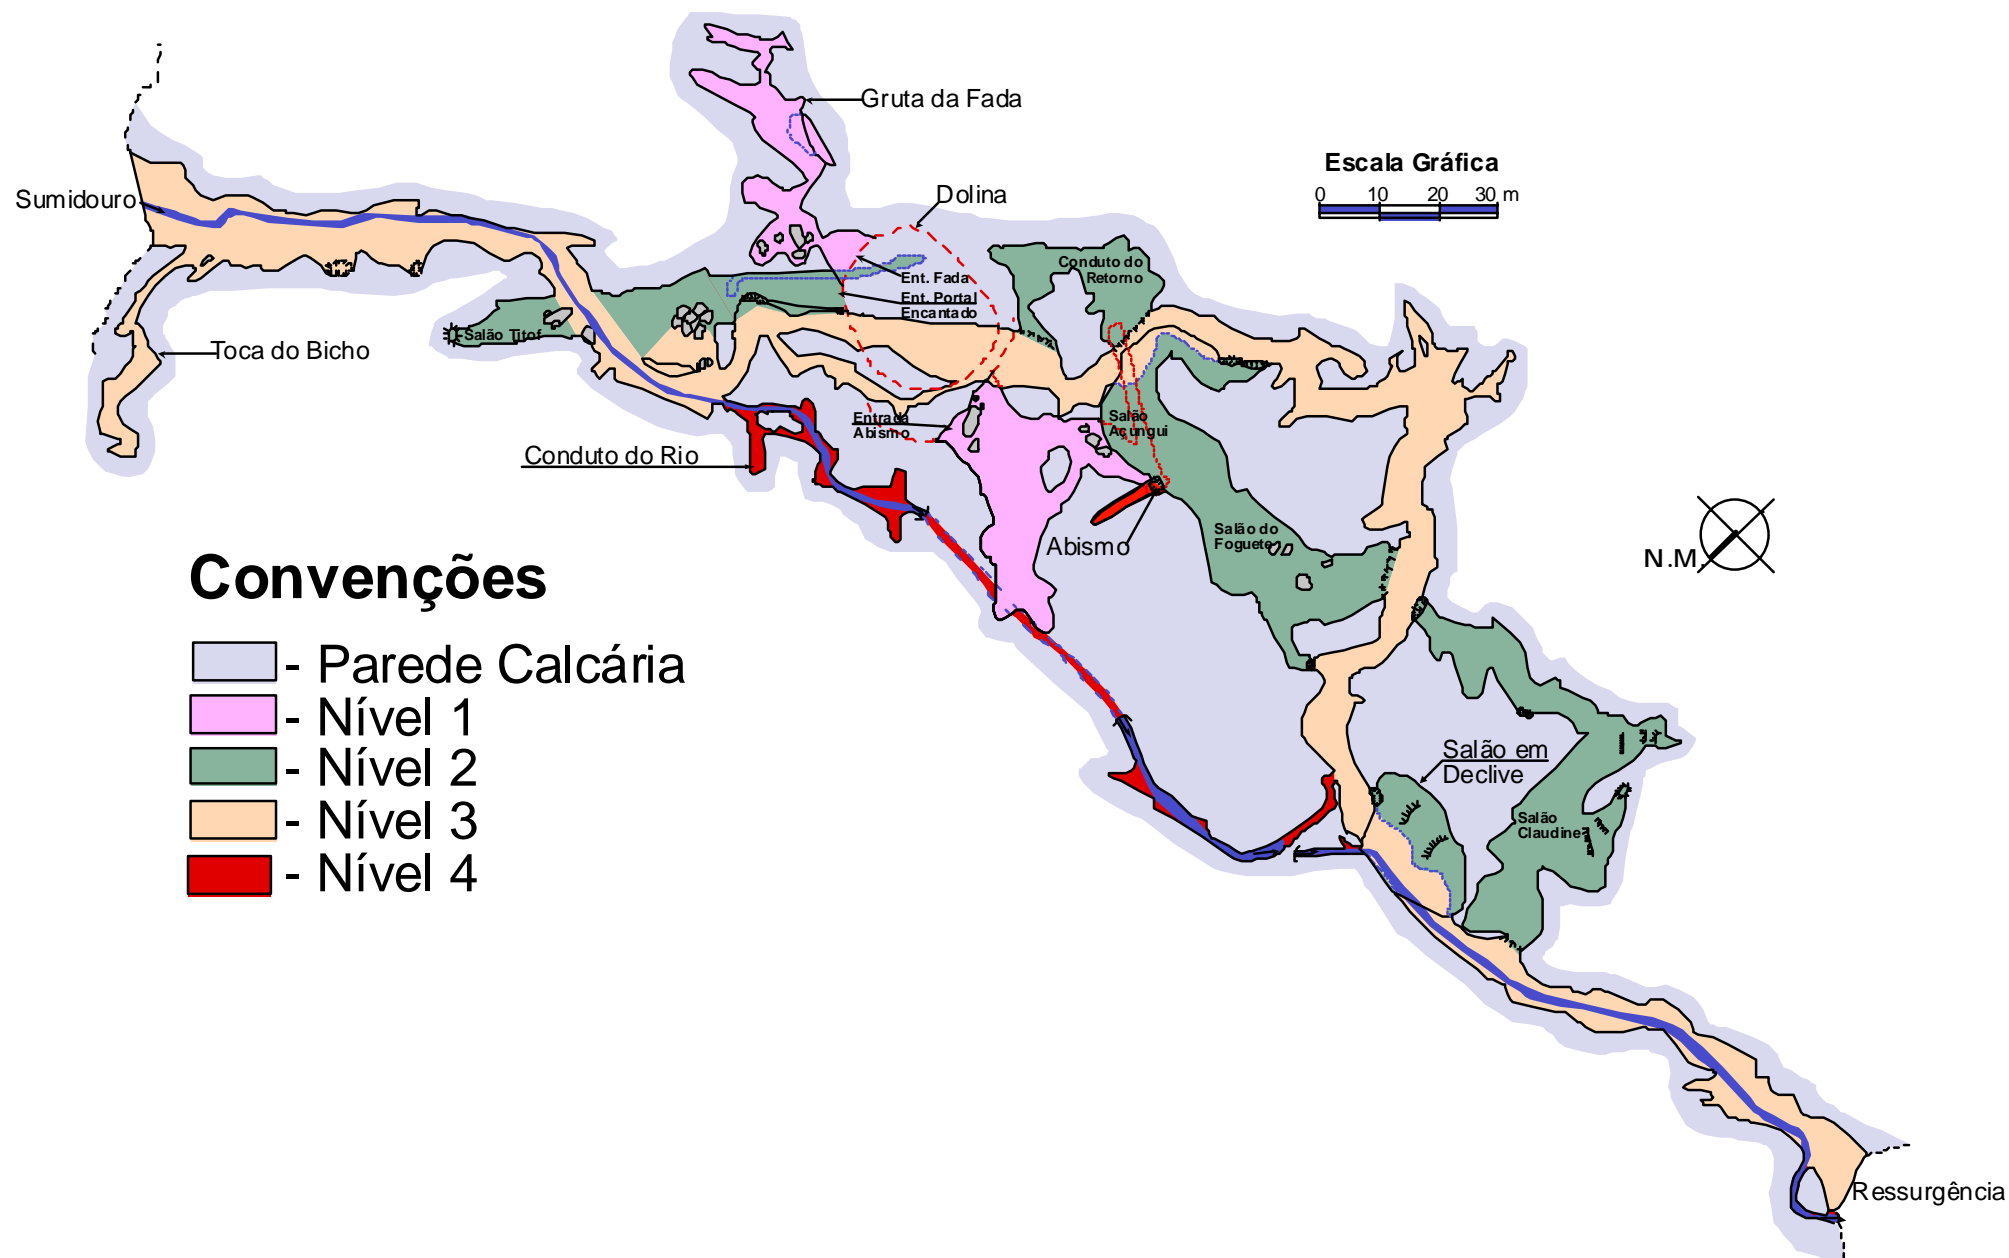 Gruta da Fada
Escala Gráfica
0 10 20 30 m
Sumidouro
Dolina
Conduto do
Retorno
Ent. Fada
Ent. Portal
Encantado
Salão Titof
Toca do Bicho
Entrada
Abismo
Salão
Açungui
Conduto do Rio
Salão do
Foguete
Abismo
N.M.
Convenções
- Parede Calcária
- Nível 1
- Nível 2
- Nível 3
- Nível 4
Salão em
Declive
Salão
Claudine
Ressurgência